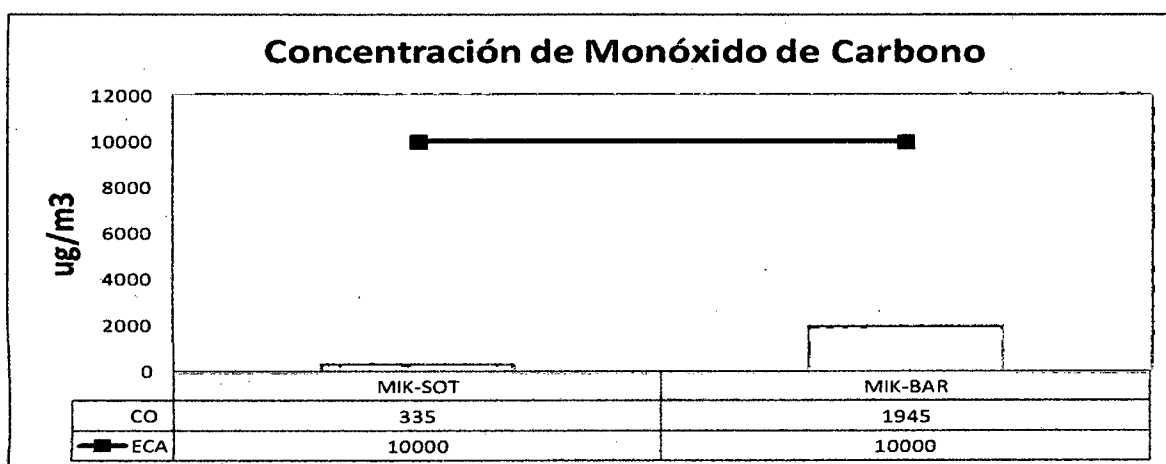 Concentración de Monóxido de Carbono
12000
10000
8000
6000
4000
2000
0
ug/m3
MIK-SOT MIK-BAR
CO 335 1945
ECA 10000 10000